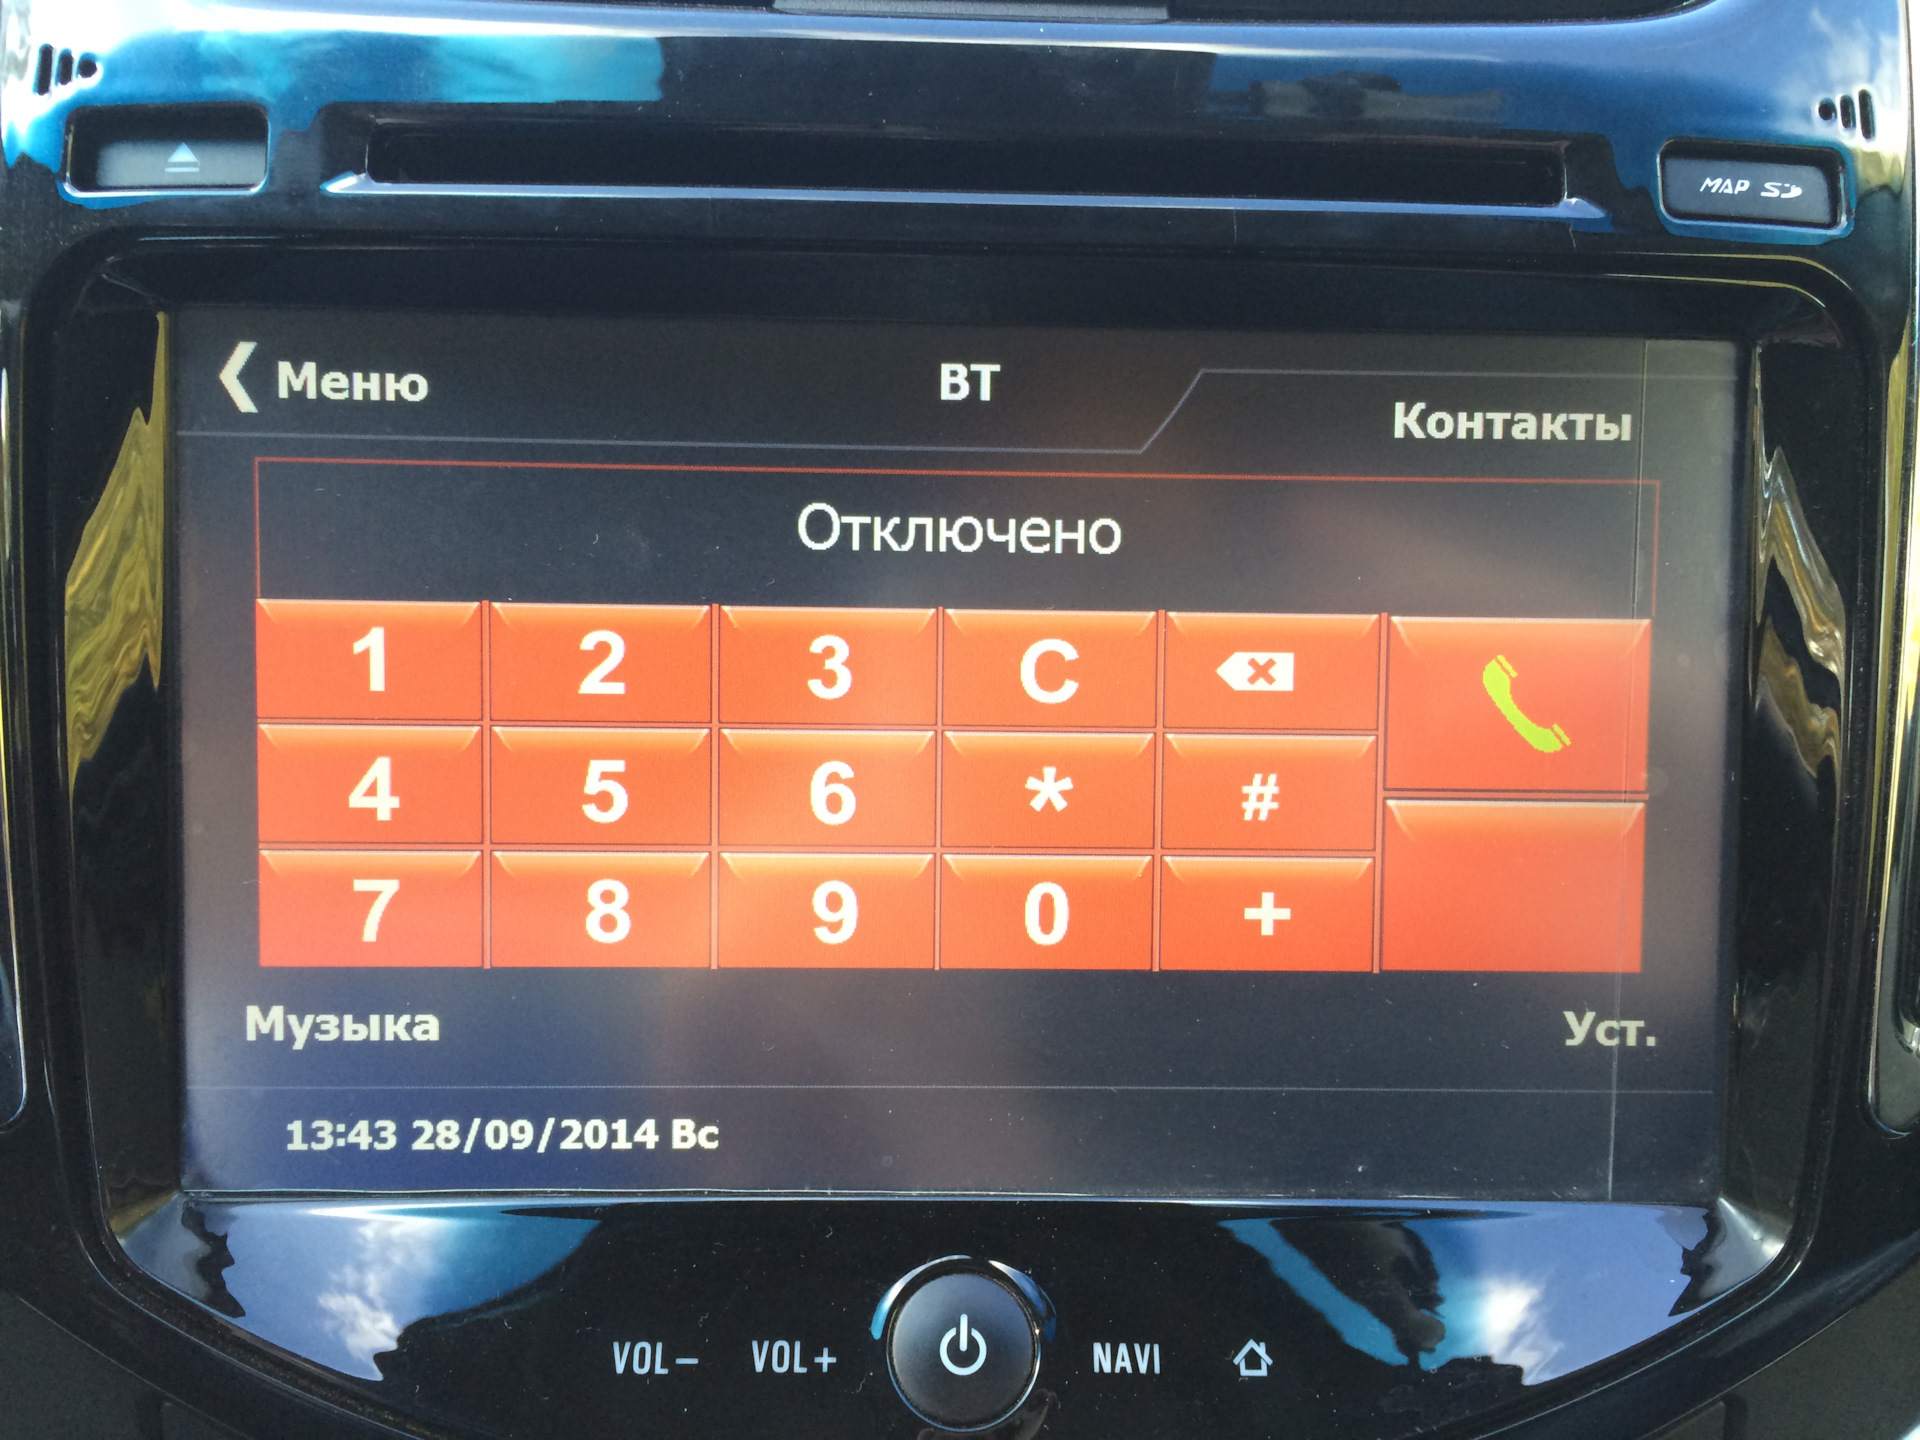 MAP SD
Меню
BT
Контакты
Отключено
1 2 3 C
4 5 6 * #
7 8 9 0 +
Музыка
Уст.
13:43 28/09/2014 Вс
VOL- VOL+ NAVI